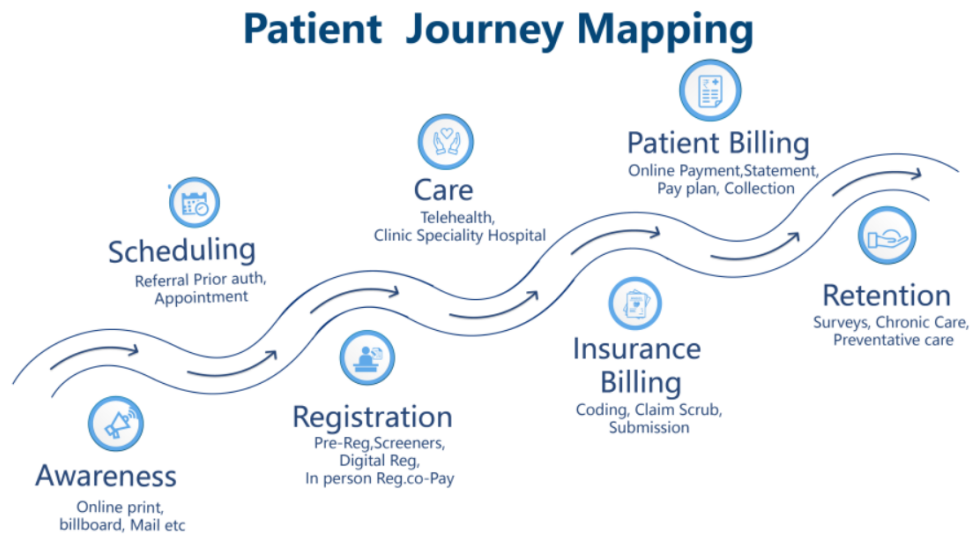 Patient Journey Mapping
Awareness
Online print,
billboard, Mail etc
Scheduling
Referral Prior auth,
Appointment
Registration
Pre-Reg,Screeners,
Digital Reg,
In person Reg.co-Pay
Care
Telehealth,
Clinic Speciality Hospital
Insurance
Billing
Coding, Claim Scrub,
Submission
Patient Billing
Online Payment,Statement,
Pay plan, Collection
Retention
Surveys, Chronic Care,
Preventative care